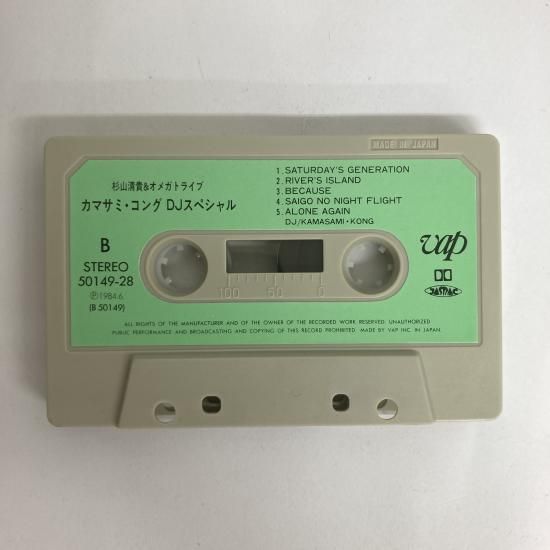 MADE IN JAPAN
杉山清貴&オメガトライブ
カマサミ・コング DJスペシャル
B
STEREO
50149-28
Ⓟ1984.6.
(B 50149)
1. SATURDAY'S GENERATION
2. RIVER'S ISLAND
3. BECAUSE
4. SAIGO NO NIGHT FLIGHT
5. ALONE AGAIN
DJ/KAMASAMI・KONG
vap
JASRAC
100 50 0
ALL RIGHTS OF THE MANUFACTURER AND OF THE OWNER OF THE RECORDED WORK RESERVED. UNAUTHORIZED
PUBLIC PERFORMANCE AND BROADCASTING AND COPYING OF THIS RECORD PROHIBITED. MADE BY VAP INC. IN JAPAN.